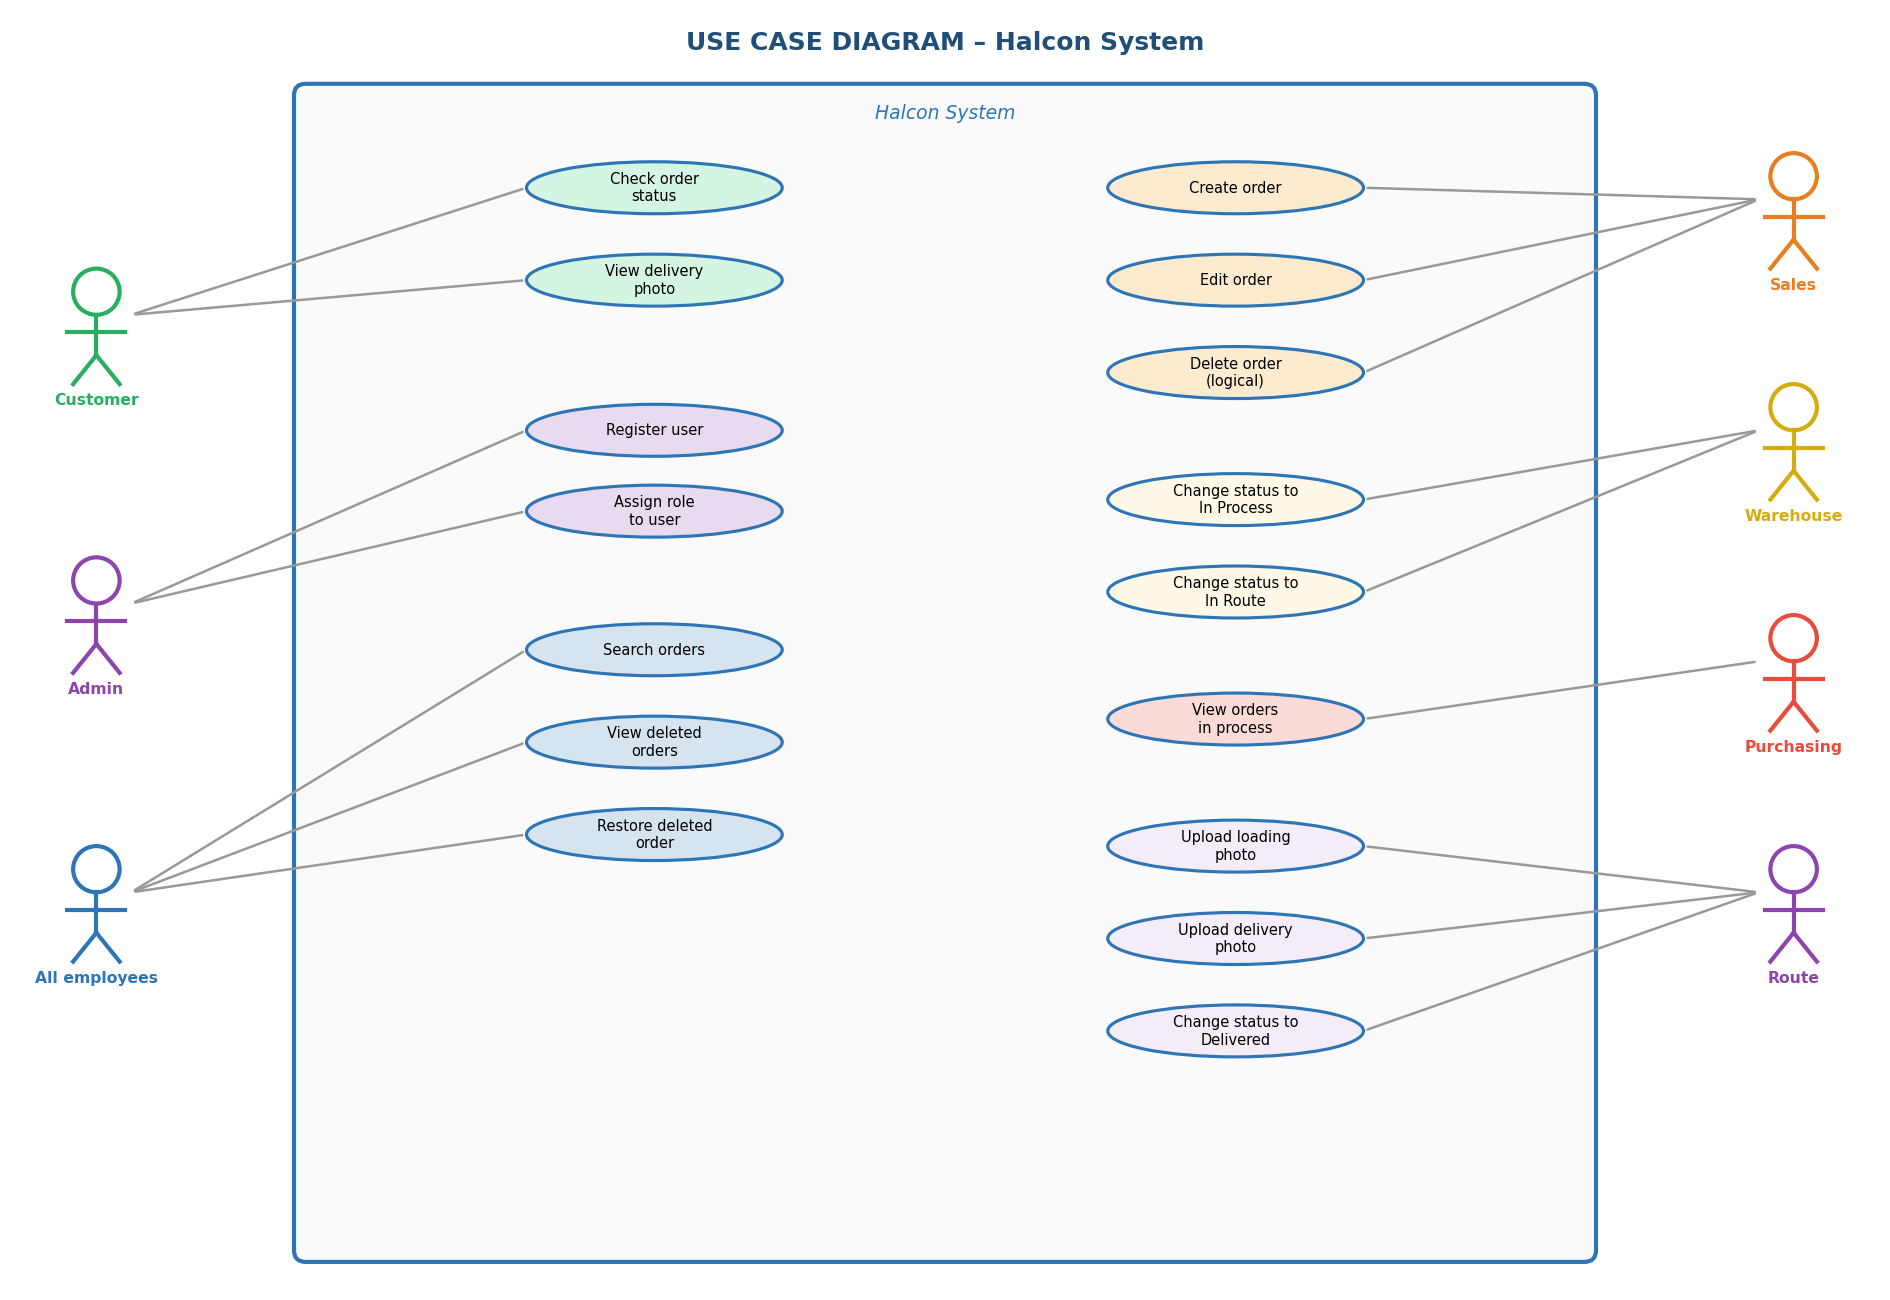 USE CASE DIAGRAM – Halcon System
Halcon System
Check order
status
View delivery
photo
Register user
Assign role
to user
Search orders
View deleted
orders
Restore deleted
order
Create order
Edit order
Delete order
(logical)
Change status to
In Process
Change status to
In Route
View orders
in process
Upload loading
photo
Upload delivery
photo
Change status to
Delivered
Customer
Admin
All employees
Sales
Warehouse
Purchasing
Route